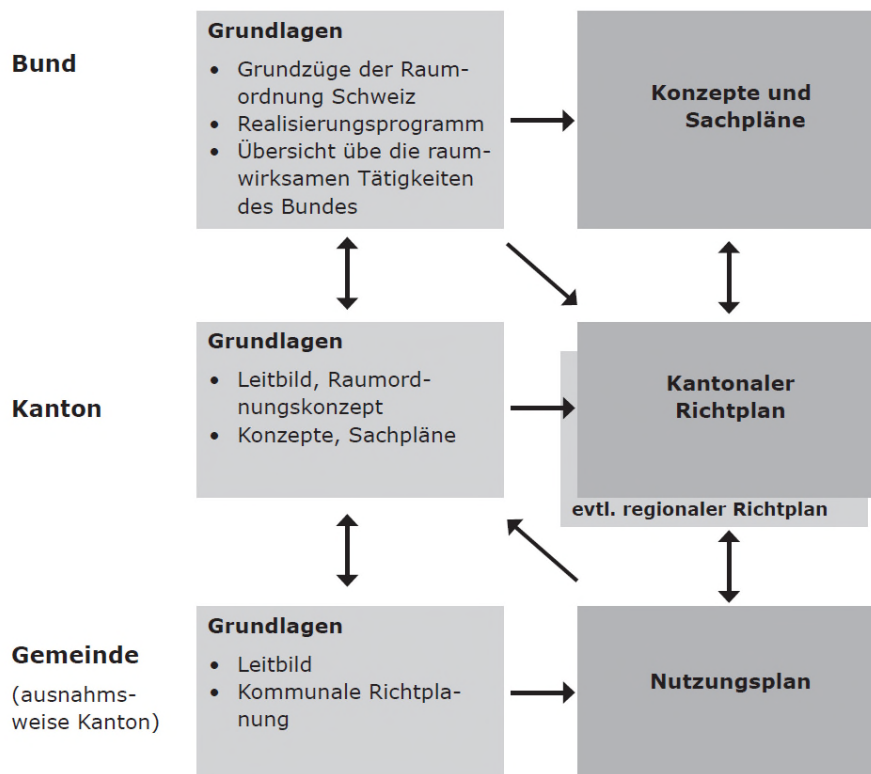 Bund
Grundlagen
• Grundzüge der Raum-
ordnung Schweiz
• Realisierungsprogramm
• Übersicht übe die raum-
wirksamen Tätigkeiten
des Bundes
Konzepte und
Sachpläne
Kanton
Grundlagen
• Leitbild, Raumord-
nungskonzept
• Konzepte, Sachpläne
Kantonaler
Richtplan
evtl. regionaler Richtplan
Gemeinde
(ausnahms-
weise Kanton)
Grundlagen
• Leitbild
• Kommunale Richtpla-
nung
Nutzungsplan